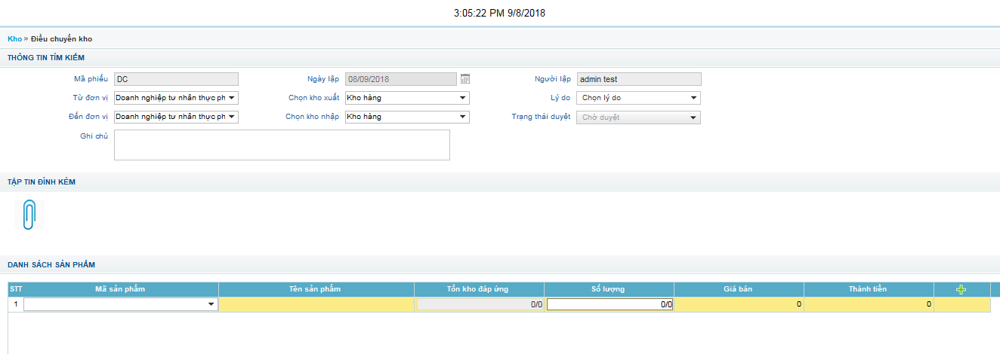 3:05:22 PM 9/8/2018
Kho » Điều chuyển kho
THÔNG TIN TÌM KIẾM
Mã phiếu DC Ngày lập 08/09/2018 Người lập admin test
Từ đơn vị Doanh nghiệp tư nhân thực ph Chọn kho xuất Kho hàng Lý do Chọn lý do
Đến đơn vị Doanh nghiệp tư nhân thực ph Chọn kho nhập Kho hàng Trạng thái duyệt Chờ duyệt
Ghi chú
TẬP TIN ĐÍNH KÈM
DANH SÁCH SẢN PHẨM
STT Mã sản phẩm Tên sản phẩm Tồn kho đáp ứng Số lượng Giá bán Thành tiền
1 0/0 0/0 0 0